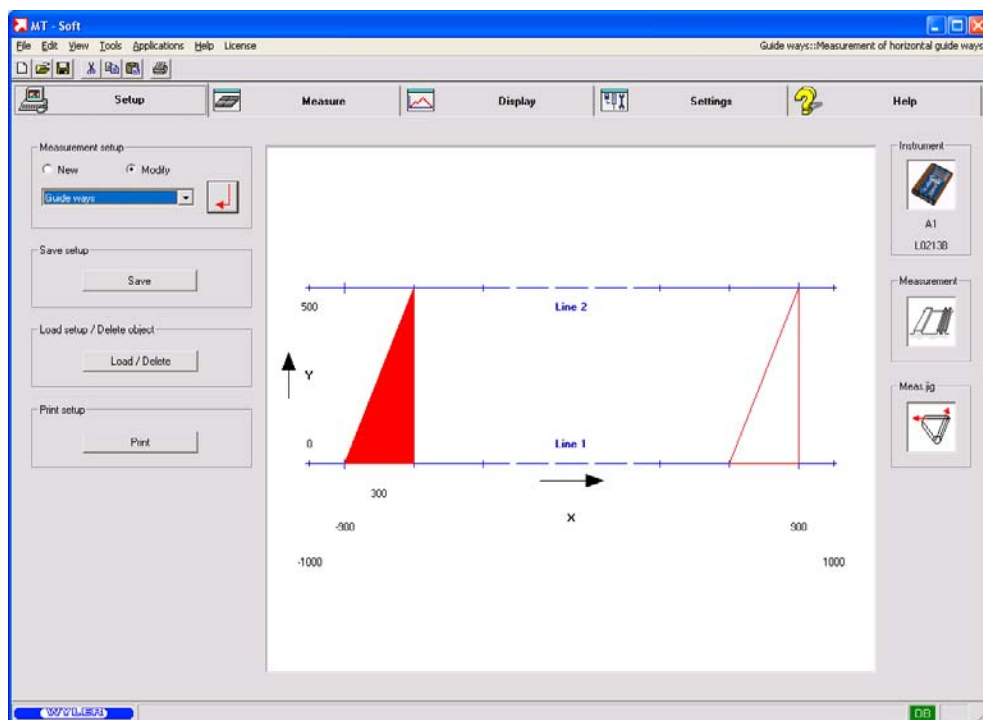 MT - Soft
File Edit View Tools Applications Help License
Guide ways::Measurement of horizontal guide ways
Setup Measure Display Settings Help
Measurement setup
New Modify
Guide ways
Save setup
Save
Load setup / Delete object
Load / Delete
Print setup
Print
500
Line 2
Y
0
Line 1
300
X
-900
900
-1000
1000
Instrument
A1
L0213B
Measurement
Meas.jig
WYLER
DB